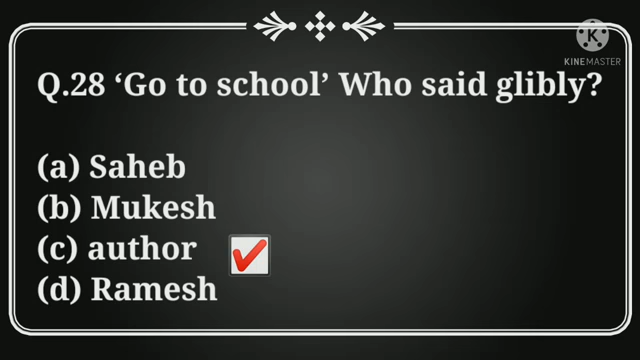 KINEMASTER
Q.28 ‘Go to school’ Who said glibly?
(a) Saheb
(b) Mukesh
(c) author
(d) Ramesh